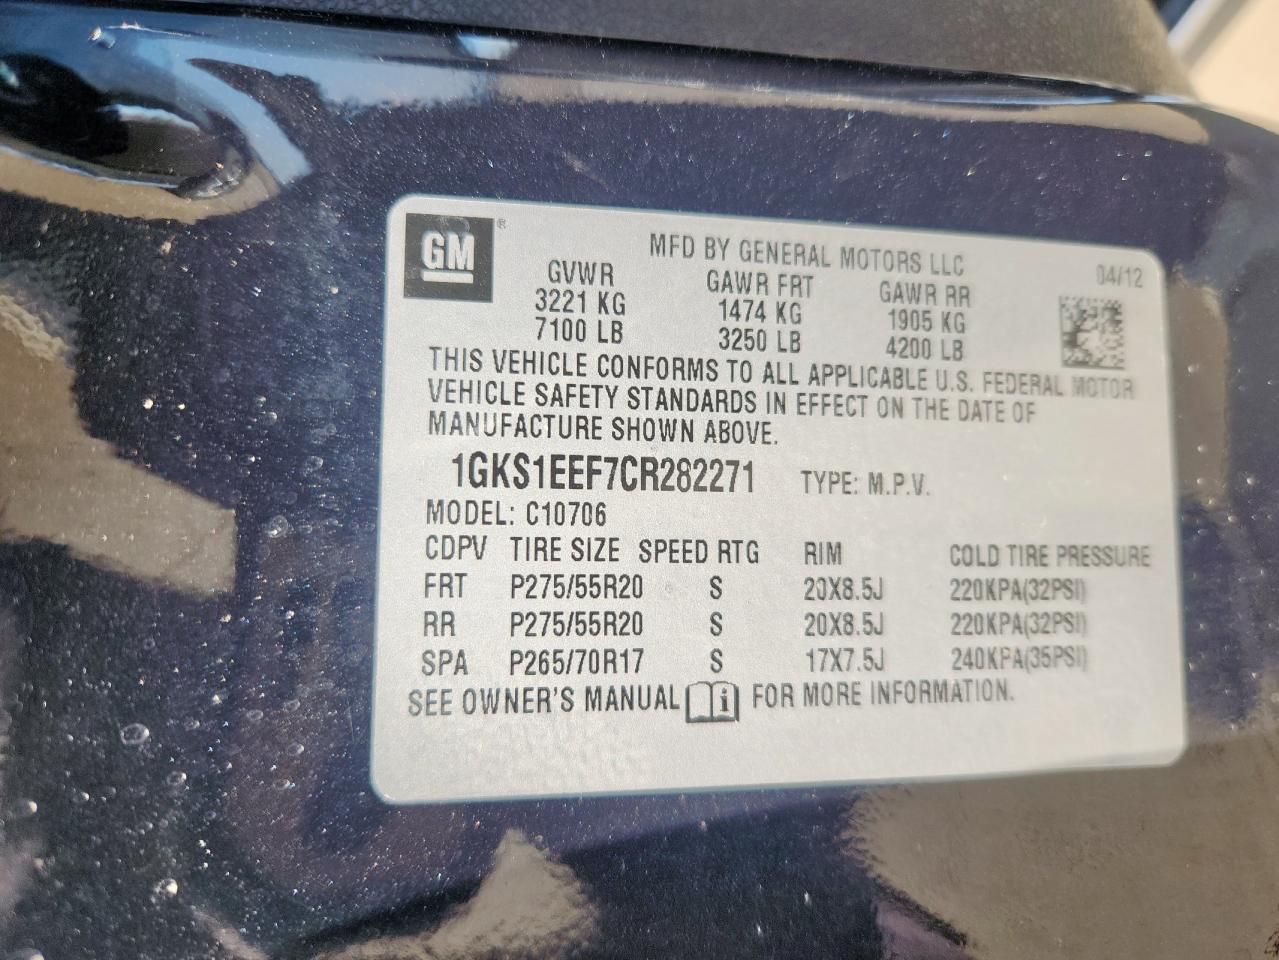 GM ®
MFD BY GENERAL MOTORS LLC
04/12
GVWR GAWR FRT GAWR RR
3221 KG 1474 KG 1905 KG
7100 LB 3250 LB 4200 LB
THIS VEHICLE CONFORMS TO ALL APPLICABLE U.S. FEDERAL MOTOR
VEHICLE SAFETY STANDARDS IN EFFECT ON THE DATE OF
MANUFACTURE SHOWN ABOVE.
1GKS1EEF7CR282271 TYPE: M.P.V.
MODEL: C10706
CDPV TIRE SIZE SPEED RTG RIM COLD TIRE PRESSURE
FRT P275/55R20 S 20X8.5J 220KPA(32PSI)
RR P275/55R20 S 20X8.5J 220KPA(32PSI)
SPA P265/70R17 S 17X7.5J 240KPA(35PSI)
SEE OWNER'S MANUAL i FOR MORE INFORMATION.